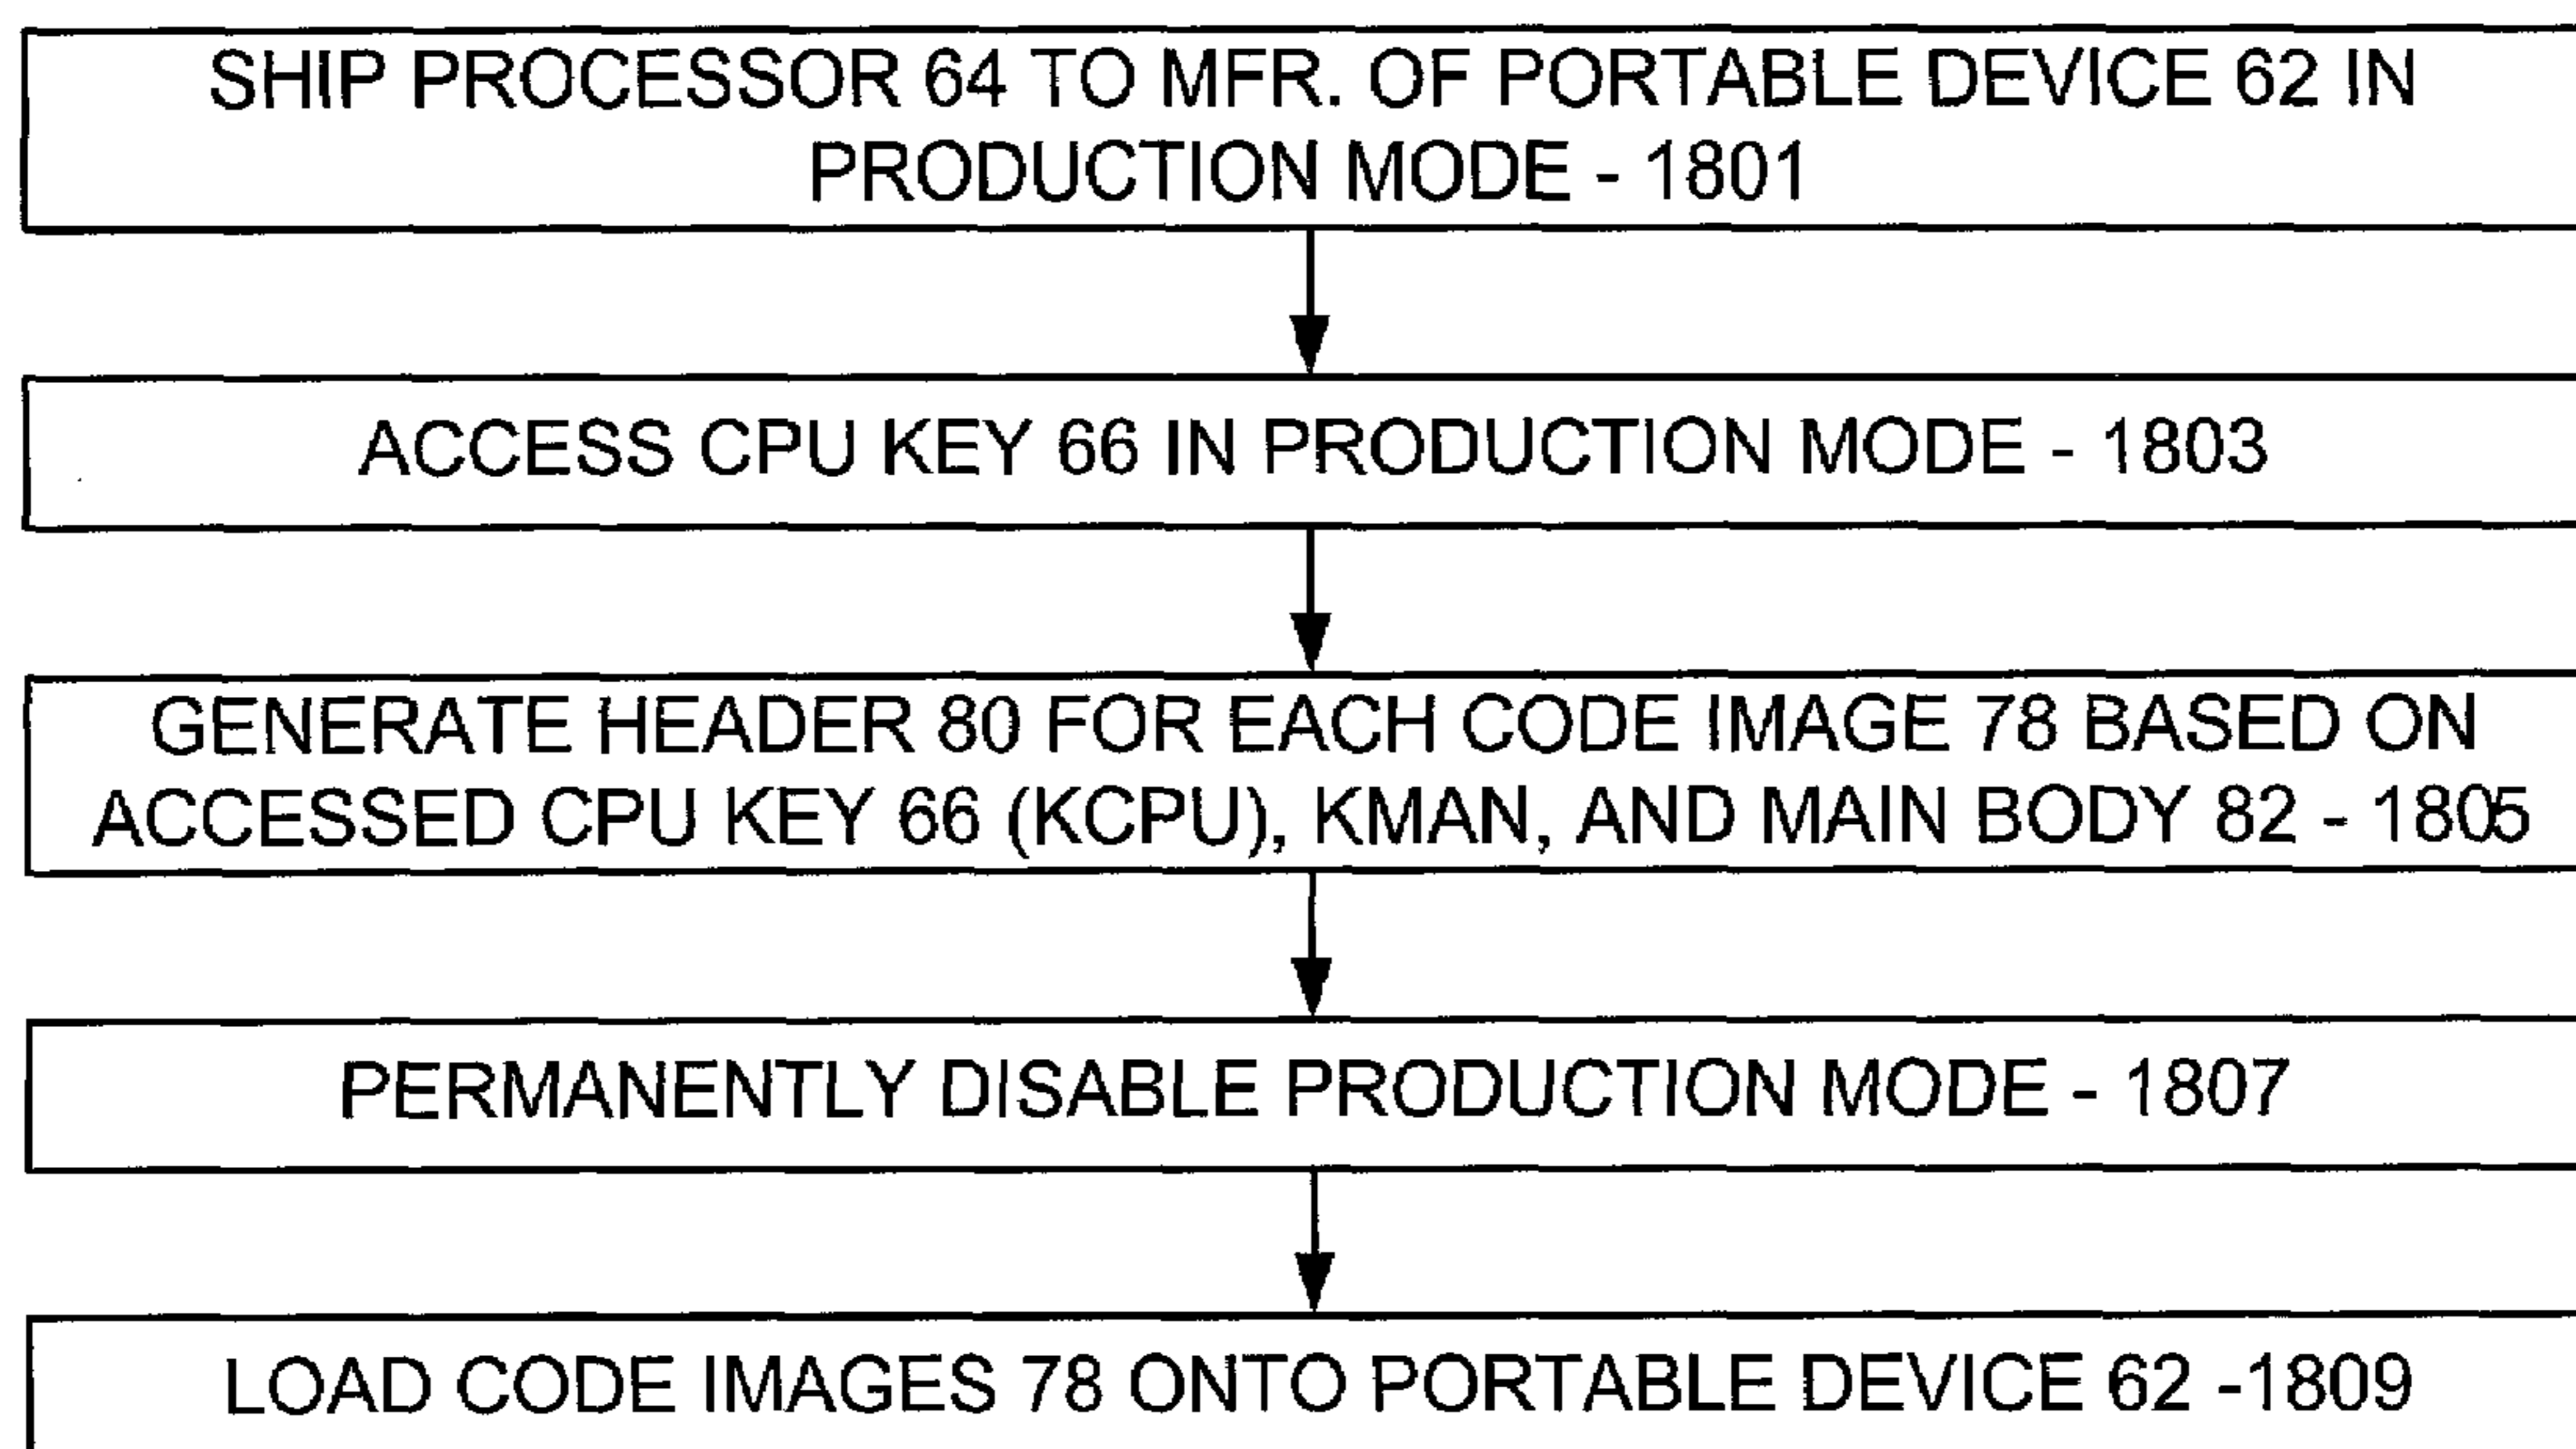 SHIP PROCESSOR 64 TO MFR. OF PORTABLE DEVICE 62 IN
PRODUCTION MODE - 1801
ACCESS CPU KEY 66 IN PRODUCTION MODE - 1803
GENERATE HEADER 80 FOR EACH CODE IMAGE 78 BASED ON
ACCESSED CPU KEY 66 (KCPU), KMAN, AND MAIN BODY 82 - 1805
PERMANENTLY DISABLE PRODUCTION MODE - 1807
LOAD CODE IMAGES 78 ONTO PORTABLE DEVICE 62 -1809